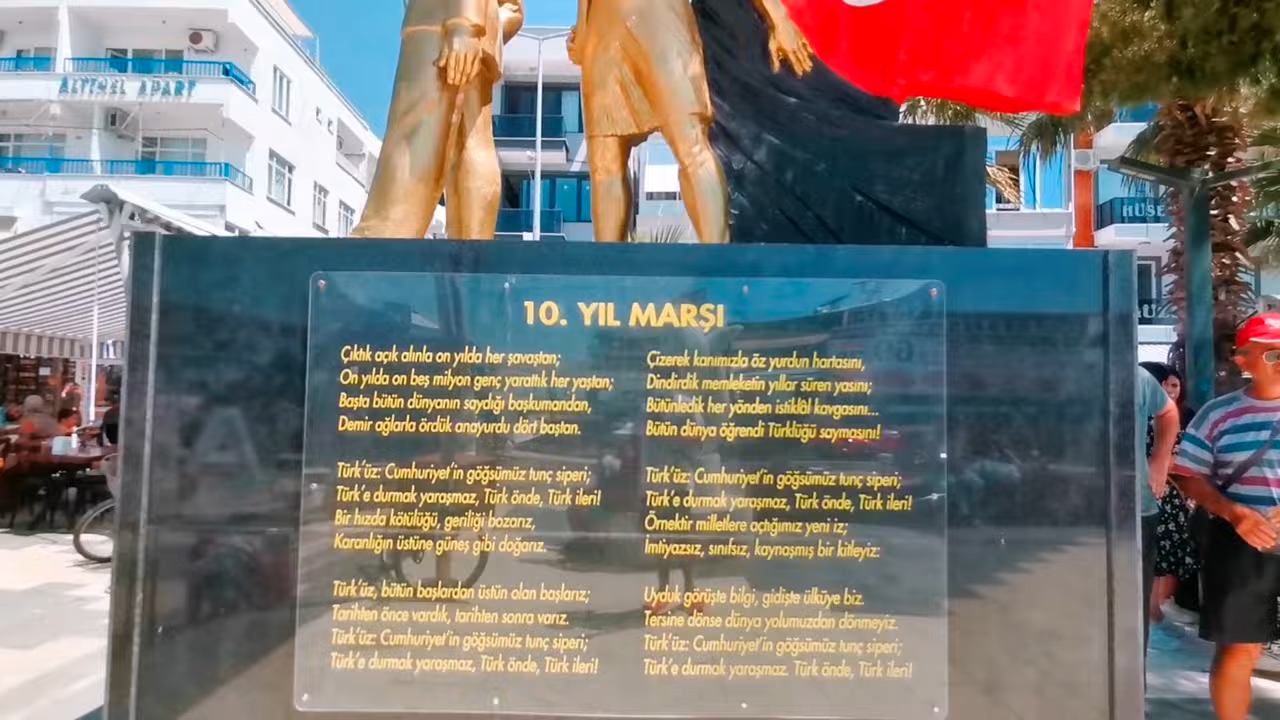 ALTINEL APART
HÜSE
10. YIL MARŞI
Çıktık açık alınla on yılda her savaştan;
On yılda on beş milyon genç yarattık her yaştan;
Başta bütün dünyanın saydığı başkumandan,
Demir ağlarla ördük anayurdu dört baştan.
Türk'üz: Cumhuriyet'in göğsümüz tunç siperi;
Türk'e durmak yaraşmaz, Türk önde, Türk ileri!
Bir hızda kötülüğü, geriliği bozarız,
Karanlığın üstüne güneş gibi doğarız.
Türk'üz, bütün başlardan üstün olan başlarız;
Tarihten önce vardık, tarihten sonra varız.
Türk'üz: Cumhuriyet'in göğsümüz tunç siperi;
Türk'e durmak yaraşmaz, Türk önde, Türk ileri!
Çizerek kanımızla öz yurdun hartasını,
Dindirdik memleketin yıllar süren yasını;
Bütünledik her yönden istiklâl kavgasını...
Bütün dünya öğrendi Türklüğü saymasını!
Türk'üz: Cumhuriyet'in göğsümüz tunç siperi;
Türk'e durmak yaraşmaz, Türk önde, Türk ileri!
Örnektir milletlere açtığımız yeni iz;
İmtiyazsız, sınıfsız, kaynaşmış bir kitleyiz:
Uyduk görüşte bilgi, gidişte ülküye biz.
Tersine dönse dünya yolumuzdan dönmeyiz.
Türk'üz: Cumhuriyet'in göğsümüz tunç siperi;
Türk'e durmak yaraşmaz. Türk önde, Türk ileri!